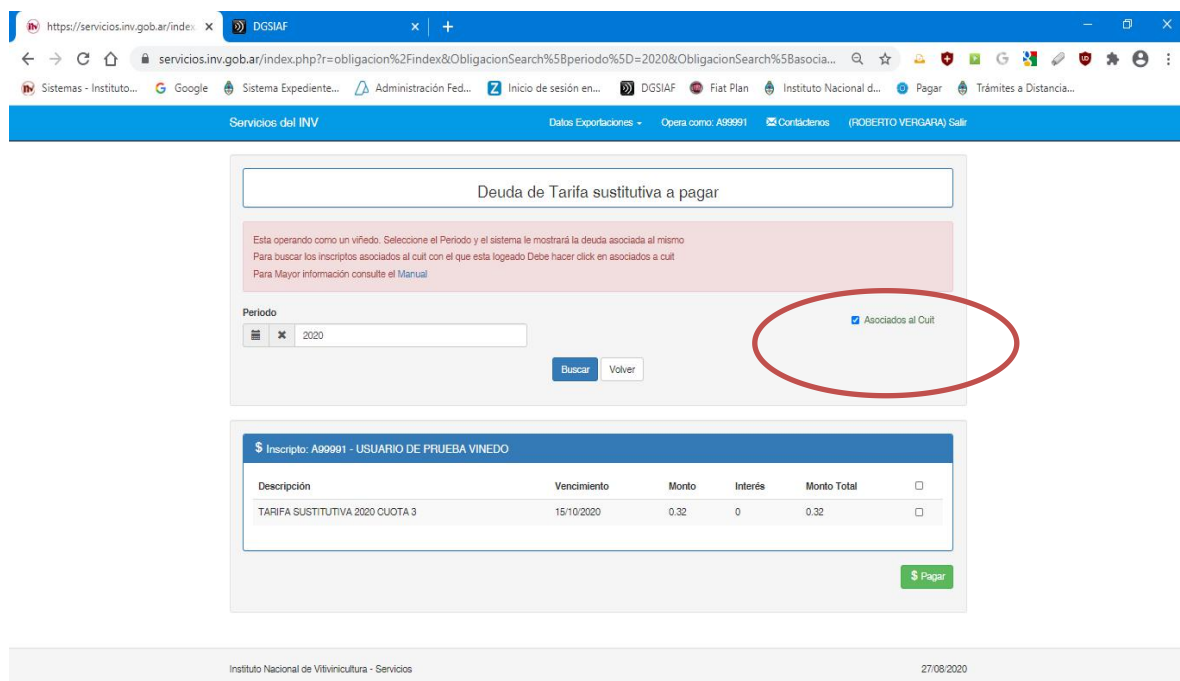 https://servicios.inv.gob.ar/index
DGSIAF
servicios.inv.gob.ar/index.php?r=obligacion%2Findex&ObligacionSearch%5Bperiodo%5D=2020&ObligacionSearch%5Basocia...
Sistemas - Instituto... Google Sistema Expediente... Administración Fed... Inicio de sesión en... DGSIAF Fiat Plan Instituto Nacional d... Pagar Trámites a Distancia...
Servicios del INV Datos Exportaciones Opera como: A99991 Contáctenos (ROBERTO VERGARA) Salir
Deuda de Tarifa sustitutiva a pagar
Esta operando como un viñedo. Seleccione el Periodo y el sistema le mostrará la deuda asociada al mismo
Para buscar los inscriptos asociados al cuit con el que esta logeado Debe hacer click en asociados a cuit
Para Mayor información consulte el Manual
Periodo
2020
Asociados al Cuit
Buscar Volver
$ Inscripto: A99991 - USUARIO DE PRUEBA VINEDO
Descripción Vencimiento Monto Interés Monto Total
TARIFA SUSTITUTIVA 2020 CUOTA 3 15/10/2020 0.32 0 0.32
$ Pagar
Instituto Nacional de Vitivinicultura - Servicios 27/08/2020